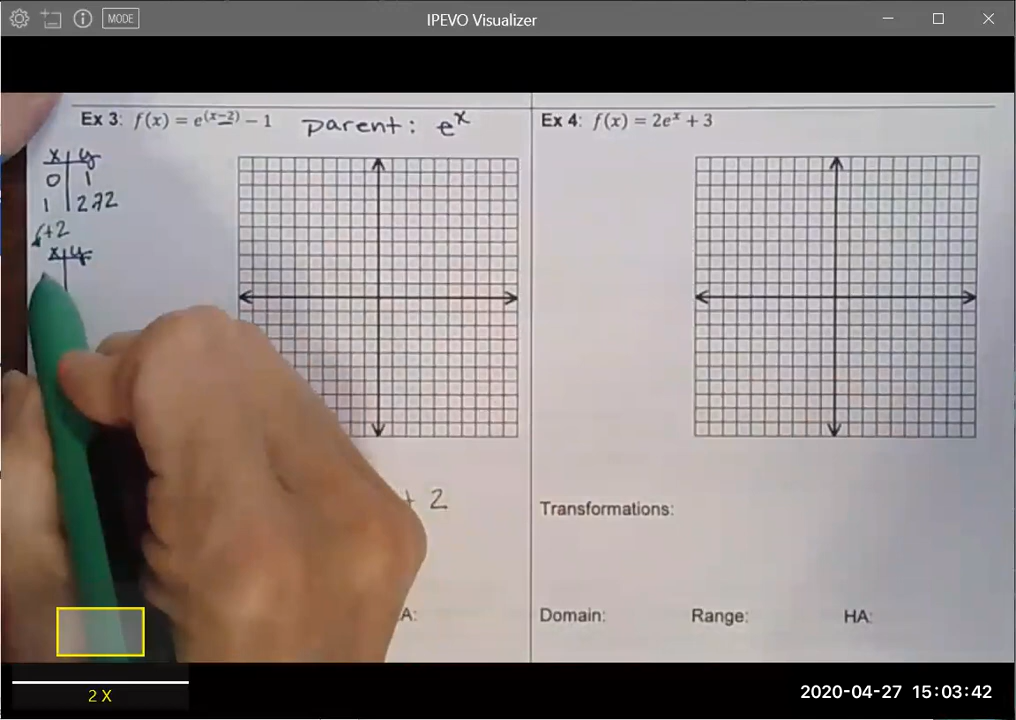 MODE
IPEVO Visualizer
Ex 3: f(x) = e^(x−2) − 1
parent: e^x
x y
0 1
1 2.72
+2
x y
+ 2
A:
Ex 4: f(x) = 2e^x + 3
Transformations:
Domain: Range: HA:
2 X
2020-04-27 15:03:42